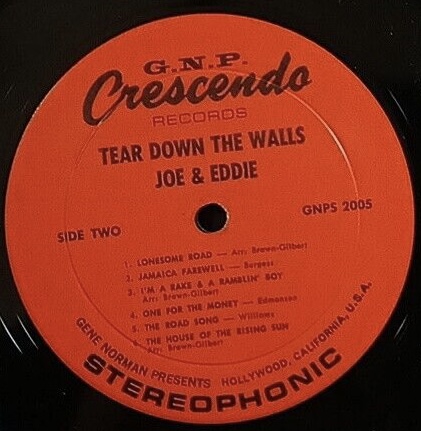 G.N.P.
Crescendo
RECORDS
TEAR DOWN THE WALLS
JOE & EDDIE
GNPS 2005
SIDE TWO
1. LONESOME ROAD — Arr: Brown-Gilbert
2. JAMAICA FAREWELL — Burgess
3. I'M A RAKE & A RAMBLIN' BOY
Arr: Brown-Gilbert
4. ONE FOR THE MONEY — Edmonson
5. THE ROAD SONG — Williams
6. THE HOUSE OF THE RISING SUN
Arr: Brown-Gilbert
GENE NORMAN PRESENTS HOLLYWOOD, CALIFORNIA, U.S.A.
STEREOPHONIC